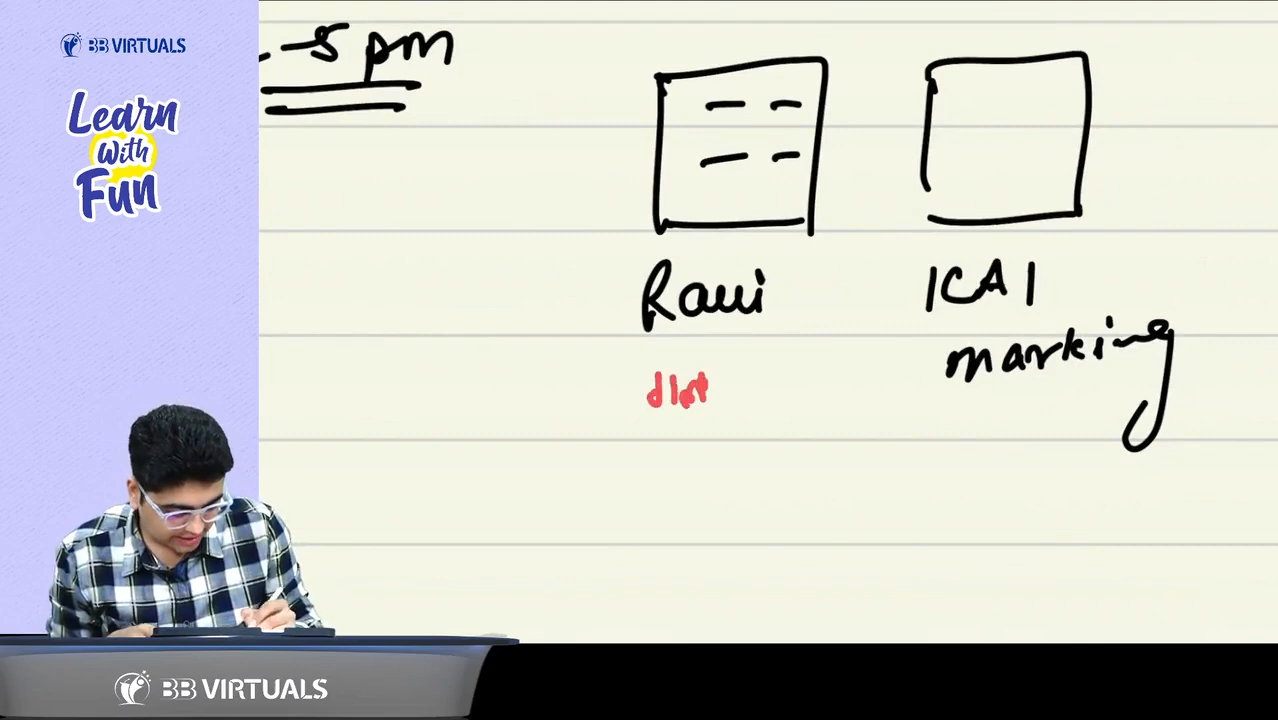 BB VIRTUALS
Learn
With
Fun
-5 pm
Ravi
ICAI
marking
BB VIRTUALS